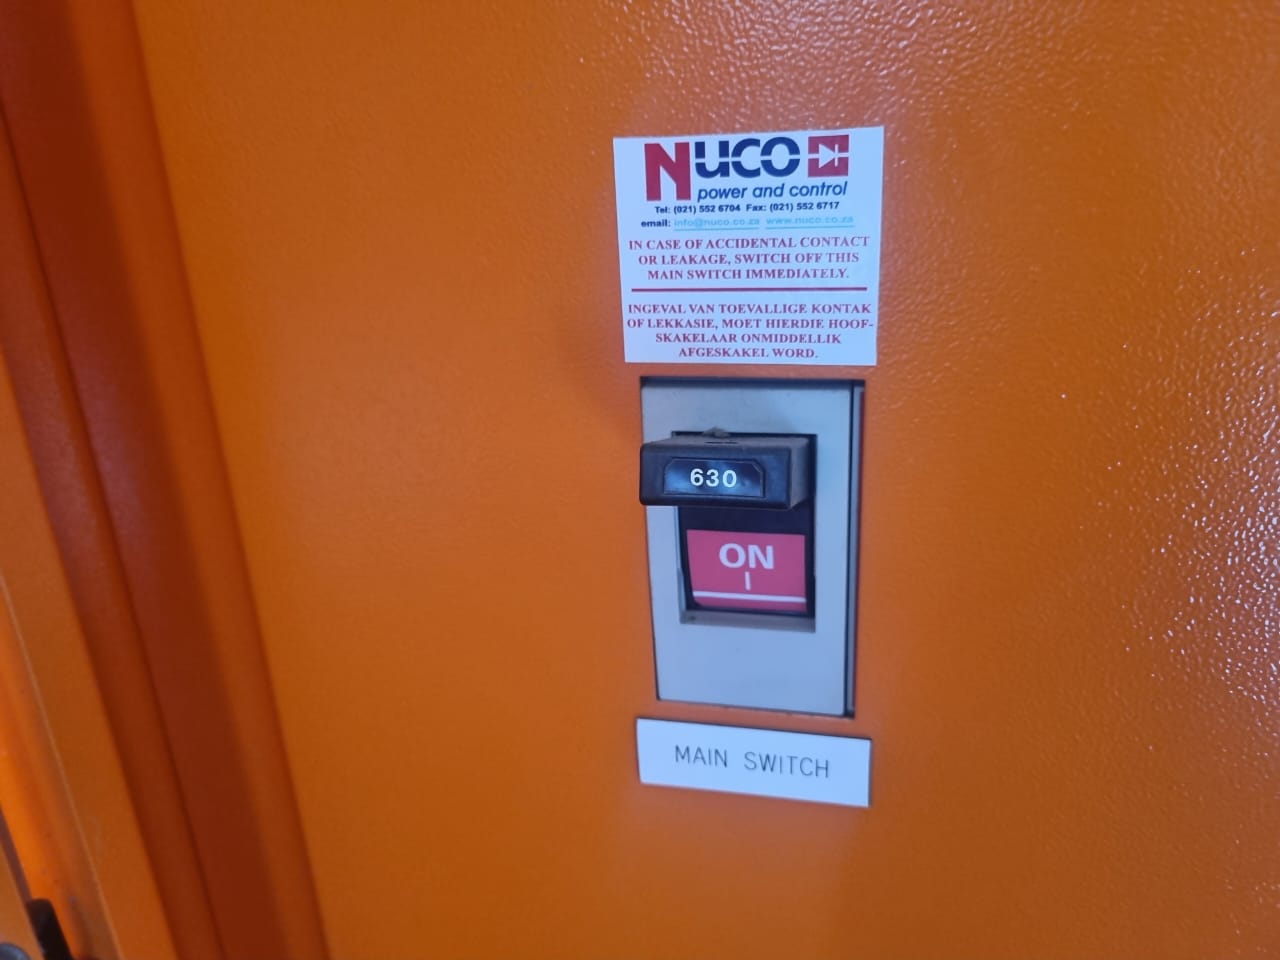 NUCO
power and control
Tel: (021) 552 6704 Fax: (021) 552 6717
email: info@nuco.co.za www.nuco.co.za
IN CASE OF ACCIDENTAL CONTACT
OR LEAKAGE, SWITCH OFF THIS
MAIN SWITCH IMMEDIATELY.
INGEVAL VAN TOEVALLIGE KONTAK
OF LEKKASIE, MOET HIERDIE HOOF-
SKAKELAAR ONMIDDELLIK
AFGESKAKEL WORD.
630
ON
I
MAIN SWITCH